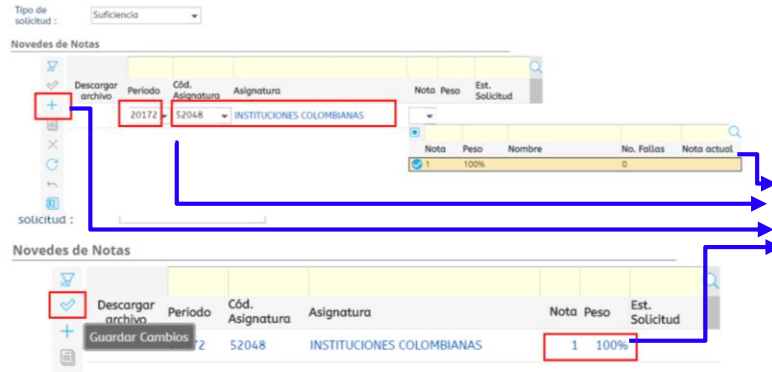 Tipo de
solicitud :
Suficiencia
Novedes de Notas
Descargar
archivo
Periodo
Cód.
Asignatura
Asignatura
Nota Peso
Est.
Solicitud
20172
52048
INSTITUCIONES COLOMBIANAS
Nota Peso Nombre No. Fallas Nota actual
1 100% 0
solicitud :
Novedes de Notas
Descargar
archivo
Periodo
Cód.
Asignatura
Asignatura
Nota Peso
Est.
Solicitud
Guardar Cambios
52048 INSTITUCIONES COLOMBIANAS 1 100%